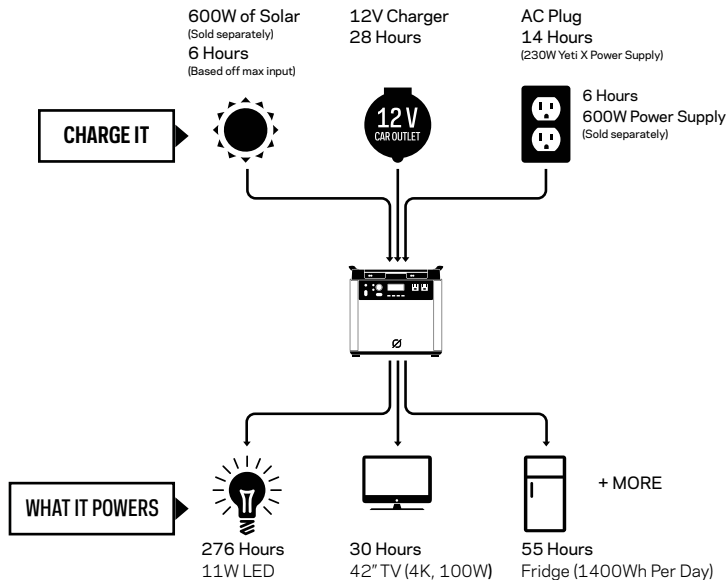 600W of Solar
(Sold separately)
6 Hours
(Based off max input)
12V Charger
28 Hours
AC Plug
14 Hours
(230W Yeti X Power Supply)
6 Hours
600W Power Supply
(Sold separately)
CHARGE IT
12 V
CAR OUTLET
WHAT IT POWERS
276 Hours
11W LED
30 Hours
42” TV (4K, 100W)
55 Hours
Fridge (1400Wh Per Day)
+ MORE